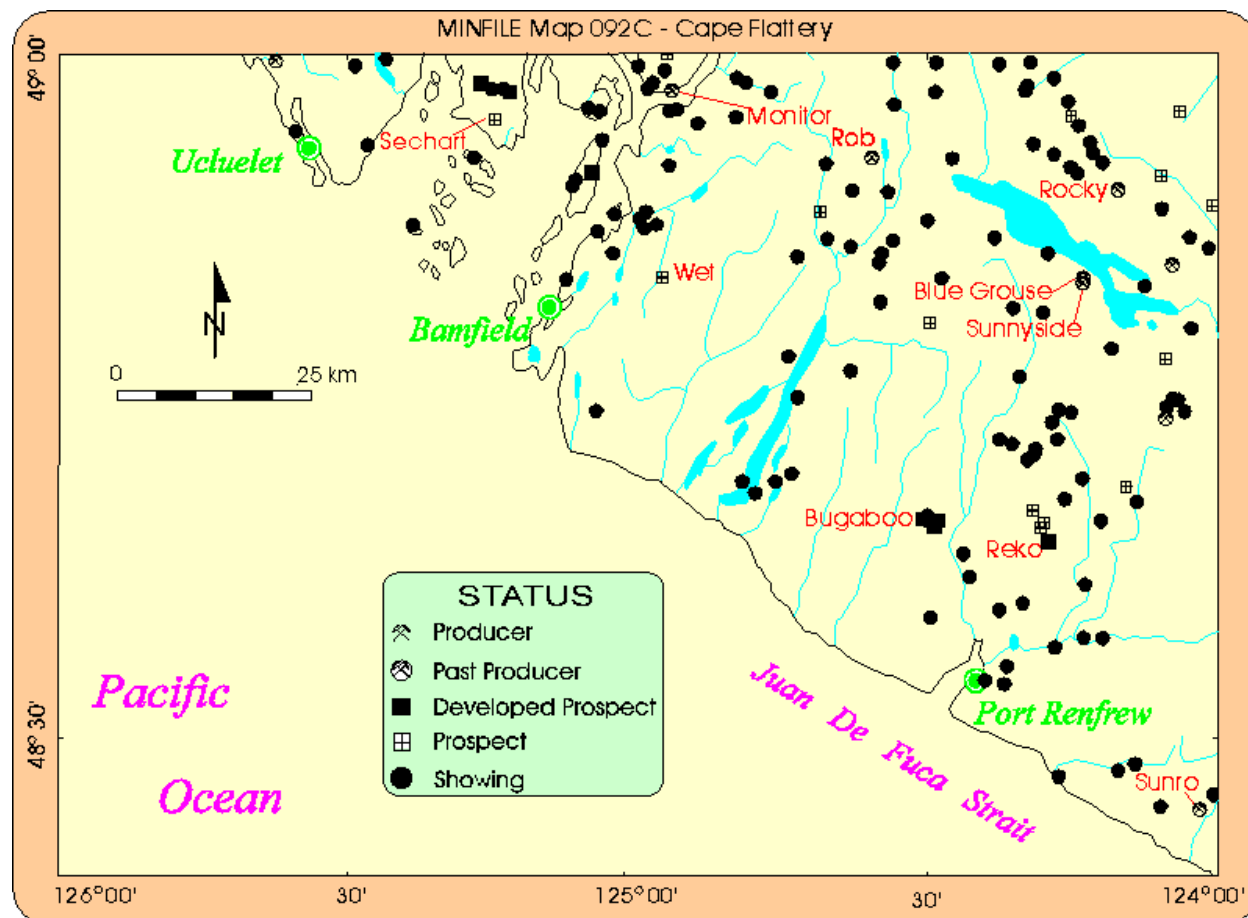 MINFILE Map 092C - Cape Flattery
49°00'
Monitor
Sechart
Rob
Ucluelet
Rocky
Wet
N
Blue Grouse
Bamfield
Sunnyside
0 25 km
Bugaboo
Reko
STATUS
Producer
Past Producer
Developed Prospect
Prospect
Showing
Pacific
Ocean
Juan De Fuca Strait
Port Renfrew
48°30'
Sunro
126°00' 30' 125°00' 30' 124°00'